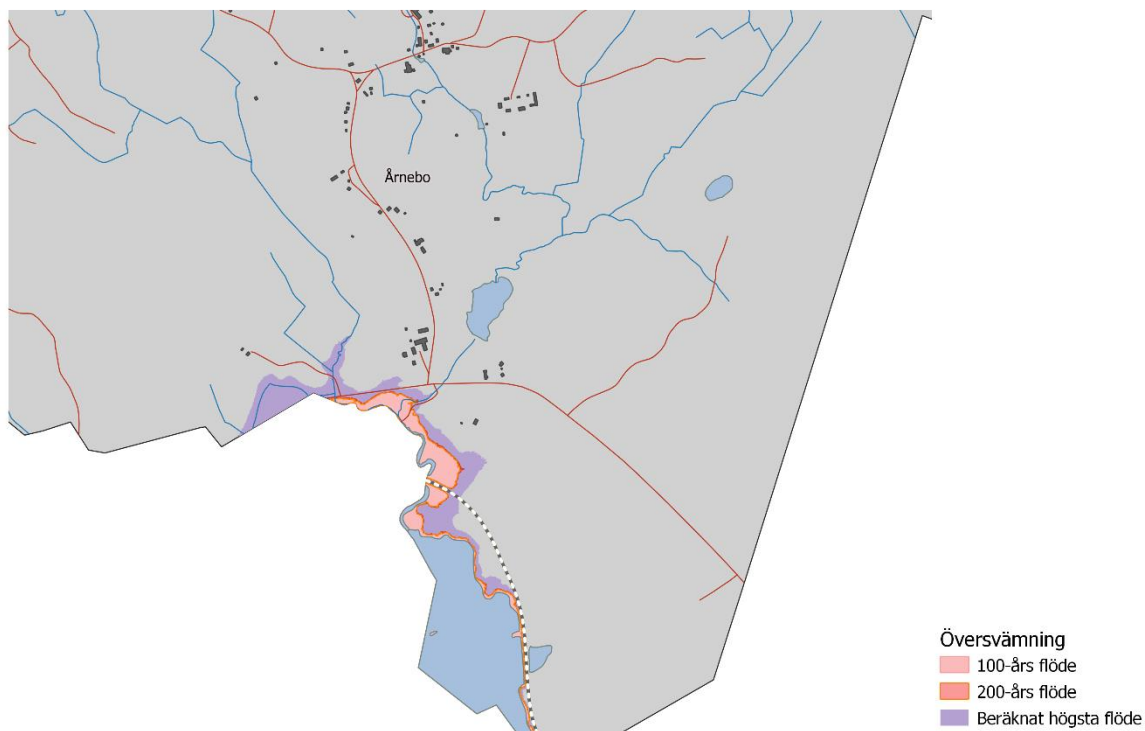 Årnebo
Översvämning
100-års flöde
200-års flöde
Beräknat högsta flöde